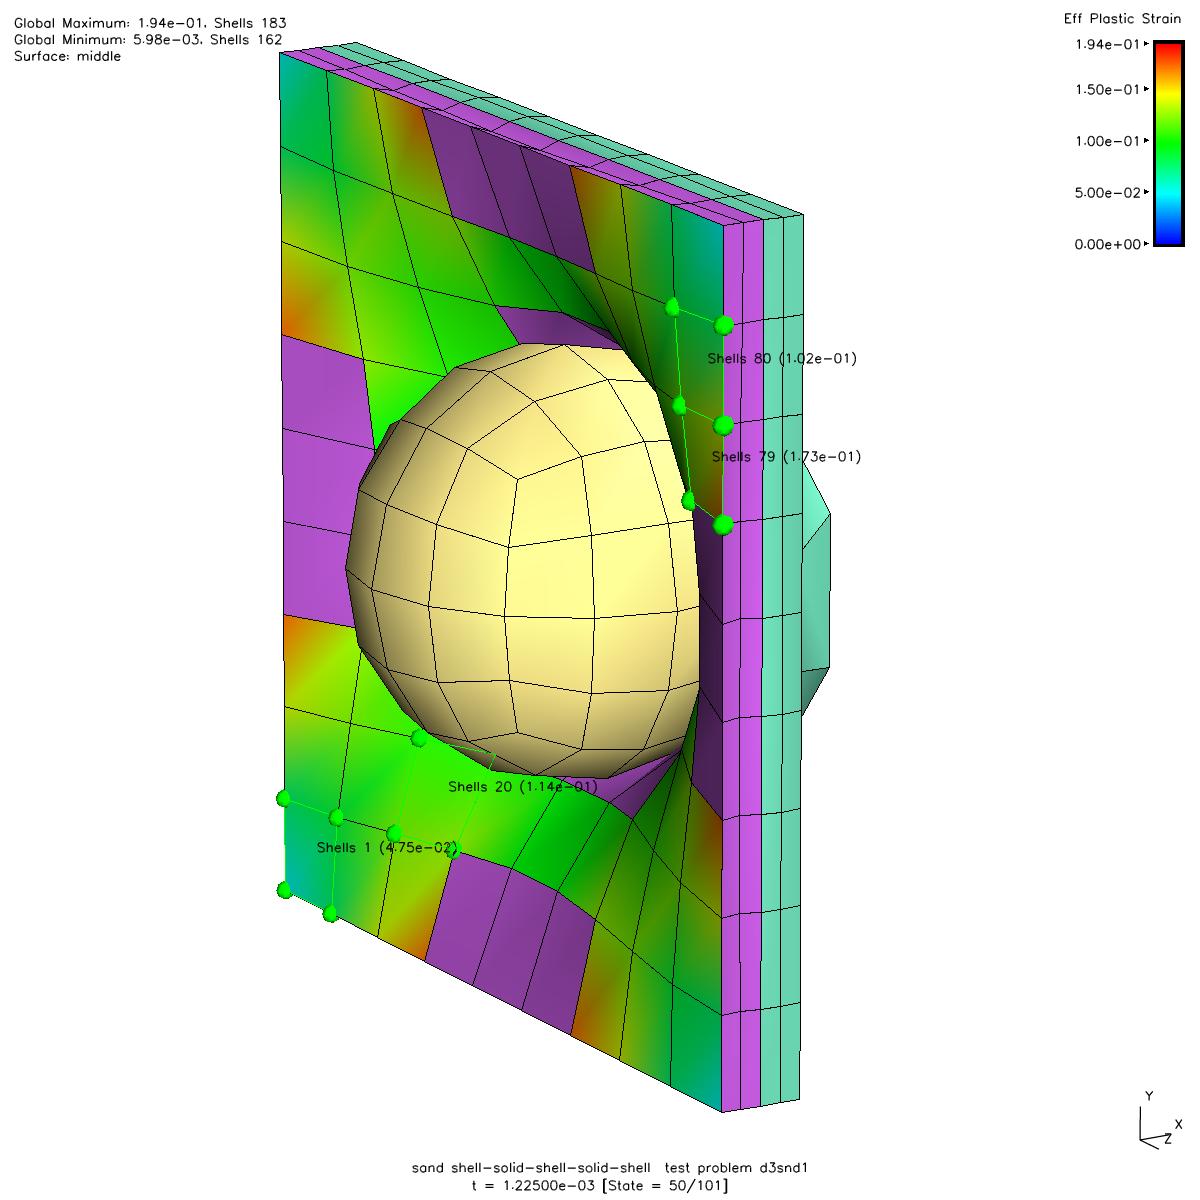 Global Maximum: 1.94e-01, Shells 183
Global Minimum: 5.98e-03, Shells 162
Surface: middle
Eff Plastic Strain
1.94e-01
1.50e-01
1.00e-01
5.00e-02
0.00e+00
Shells 80 (1.02e-01)
Shells 79 (1.73e-01)
Shells 20 (1.14e-01)
Shells 1 (4.75e-02)
Y
X
Z
sand shell-solid-shell-solid-shell test problem d3snd1
t = 1.22500e-03 [State = 50/101]